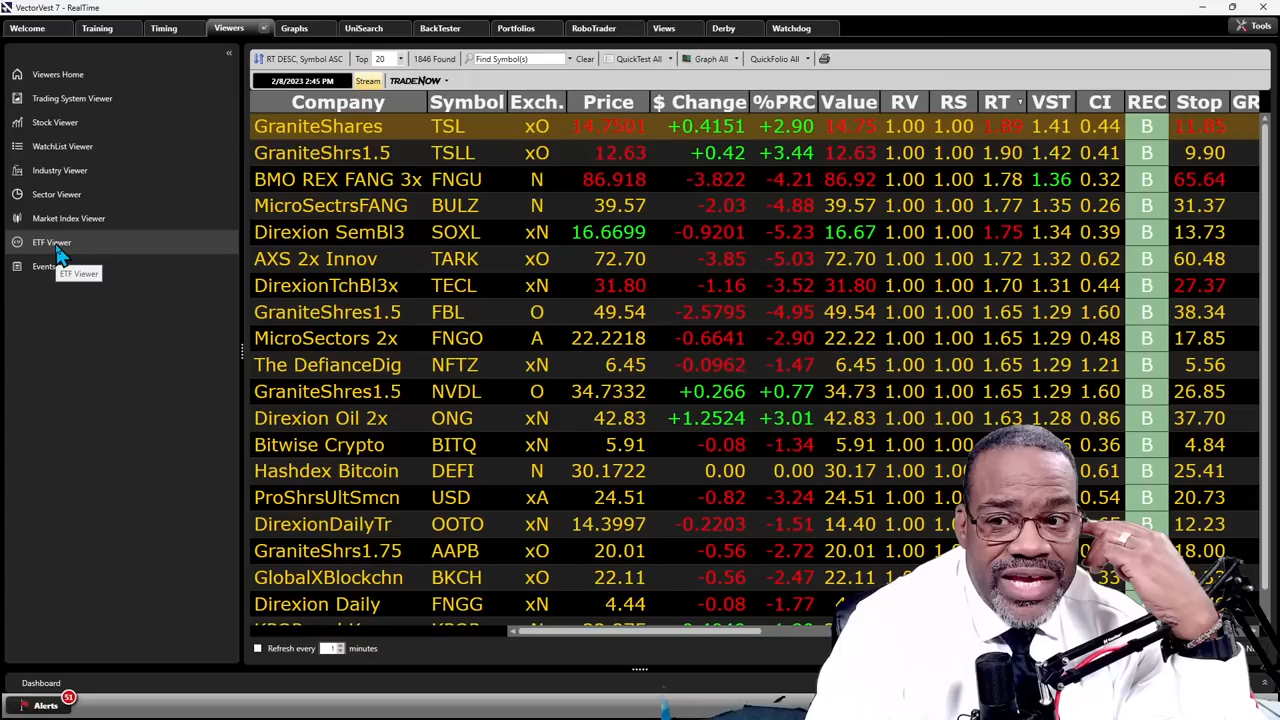 VectorVest 7 - RealTime
Welcome Training Timing Viewers Graphs UniSearch BackTester Portfolios RoboTrader Views Derby Watchdog Tools
Viewers Home
Trading System Viewer
Stock Viewer
WatchList Viewer
Industry Viewer
Sector Viewer
Market Index Viewer
ETF Viewer
Events
ETF Viewer
RT DESC, Symbol ASC Top 20 1846 Found Find Symbol(s) Clear QuickTest All Graph All QuickFolio All
2/8/2023 2:45 PM Stream TRADENOW
Company Symbol Exch. Price $ Change %PRC Value RV RS RT VST CI REC Stop GR
GraniteShares TSL xO 14.7501 +0.4151 +2.90 14.75 1.00 1.00 1.89 1.41 0.44 B 11.85
GraniteShrs1.5 TSLL xO 12.63 +0.42 +3.44 12.63 1.00 1.00 1.90 1.42 0.41 B 9.90
BMO REX FANG 3x FNGU N 86.918 -3.822 -4.21 86.92 1.00 1.00 1.78 1.36 0.32 B 65.64
MicroSectrsFANG BULZ N 39.57 -2.03 -4.88 39.57 1.00 1.00 1.77 1.35 0.26 B 31.37
Direxion SemBl3 SOXL xN 16.6699 -0.9201 -5.23 16.67 1.00 1.00 1.75 1.34 0.39 B 13.73
AXS 2x Innov TARK xN 72.70 -3.85 -5.03 72.70 1.00 1.00 1.72 1.32 0.62 B 60.48
DirexionTchBl3x TECL xN 31.80 -1.16 -3.52 31.80 1.00 1.00 1.70 1.31 0.44 B 27.37
GraniteShres1.5 FBL O 49.54 -2.5795 -4.95 49.54 1.00 1.00 1.65 1.29 0.44 B 38.34
MicroSectors 2x FNGO A 22.2218 -0.6641 -2.90 22.22 1.00 1.00 1.65 1.29 0.48 B 17.85
The DefianceDig NFTZ xN 6.45 -0.0962 -1.47 6.45 1.00 1.00 1.65 1.29 1.21 B 5.56
GraniteShres1.5 NVDL O 34.7332 +0.266 +0.77 34.73 1.00 1.00 1.65 1.29 1.60 B 26.85
Direxion Oil 2x ONG xN 42.83 +1.2524 +3.01 42.83 1.00 1.00 1.63 1.28 0.86 B 37.70
Bitwise Crypto BITQ xN 5.91 -0.08 -1.34 5.91 1.00 1.00 0.36 B 4.84
Hashdex Bitcoin DEFI N 30.1722 0.00 0.00 30.17 1.00 0.61 B 25.41
ProShrsUltSmcn USD xA 24.51 -0.82 -3.24 24.51 1.00 0.54 B 20.73
DirexionDailyTr OOTO xN 14.3997 -0.2203 -1.51 14.40 1.00 B 12.23
GraniteShrs1.75 AAPB xO 20.01 -0.56 -2.72 20.01 1.00 18.00
GlobalXBlockchn BKCH xO 22.11 -0.56 -2.47 22.11 1.00
Direxion Daily FNGG xN 4.44 -0.08 -1.77
Refresh every 1 minutes
Dashboard
Alerts 51